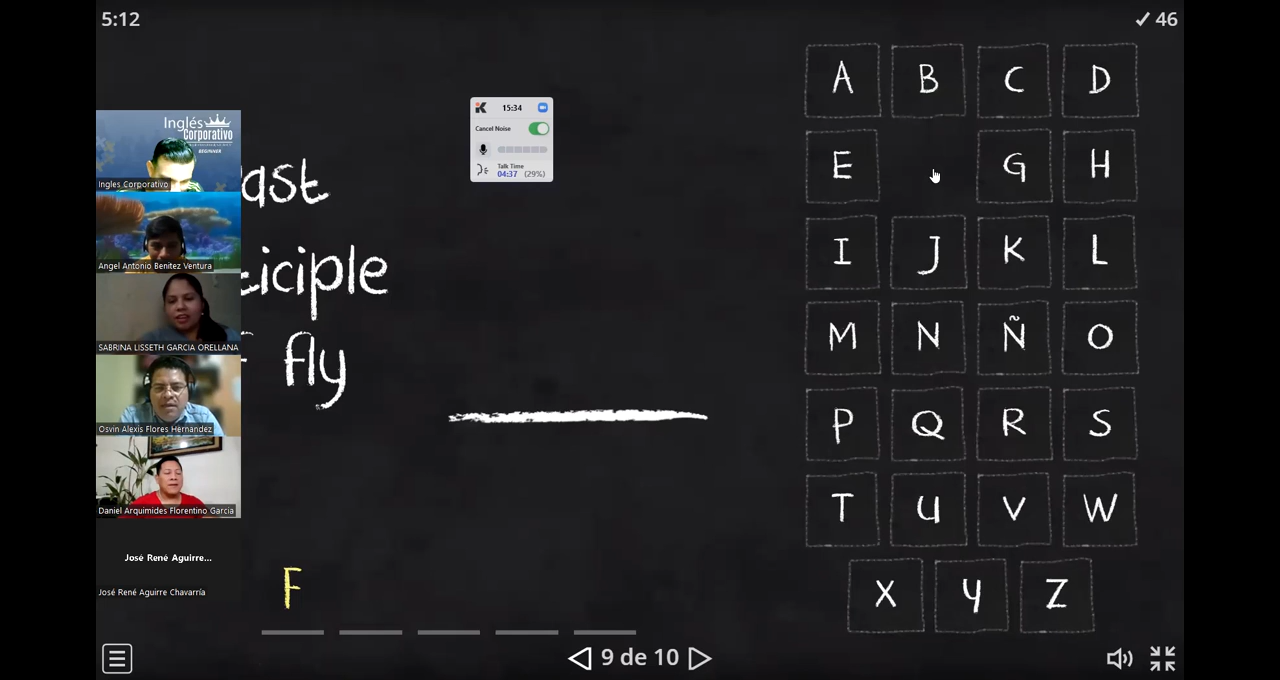 5:12
✓ 46
Inglés
Corporativo
BEGINNER
Ingles Corporativo
Angel Antonio Benitez Ventura
SABRINA LISSETH GARCIA ORELLANA
Osvin Alexis Flores Hernandez
Daniel Arquimides Florentino Garcia
José René Aguirre...
José René Aguirre Chavarría
ast
ticiple
fly
15:34
Cancel Noise
Talk Time
04:37 (29%)
A B C D
E G H
I J K L
M N Ñ O
P Q R S
T U V W
X Y Z
F
9 de 10